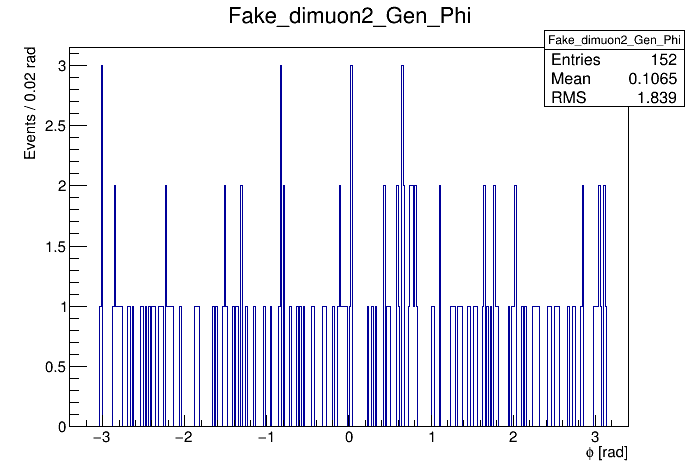 Fake_dimuon2_Gen_Phi
Fake_dimuon2_Gen_Phi
Entries 152
Mean 0.1065
RMS 1.839
Events / 0.02 rad
3
2.5
2
1.5
1
0.5
0
−3 −2 −1 0 1 2 3
ϕ [rad]